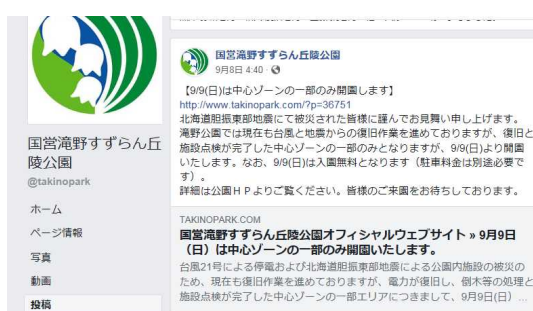 国営滝野すずらん丘陵公園
9月8日 4:40
【9/9(日)は中心ゾーンの一部のみ開園します】
http://www.takinopark.com/?p=36751
北海道胆振東部地震にて被災された皆様に謹んでお見舞い申し上げます。
滝野公園では現在も台風と地震からの復旧作業を進めておりますが、復旧と
施設点検が完了した中心ゾーンの一部のみとなりますが、9/9(日)より開園
いたします。なお、9/9(日)は入園無料となります（駐車料金は別途必要で
す）。
詳細は公園ＨＰよりご覧ください。皆様のご来園をお待ちしております。
TAKINOPARK.COM
国営滝野すずらん丘陵公園オフィシャルウェブサイト » 9月9日
（日）は中心ゾーンの一部のみ開園いたします。
台風21号による停電および北海道胆振東部地震による公園内施設の被災の
ため、現在も復旧作業を進めておりますが、電力が復旧し、倒木等の処理と
施設点検が完了した中心ゾーンの一部エリアにつきまして、9月9日(日) ...
国営滝野すずらん丘
陵公園
@takinopark
ホーム
ページ情報
写真
動画
投稿